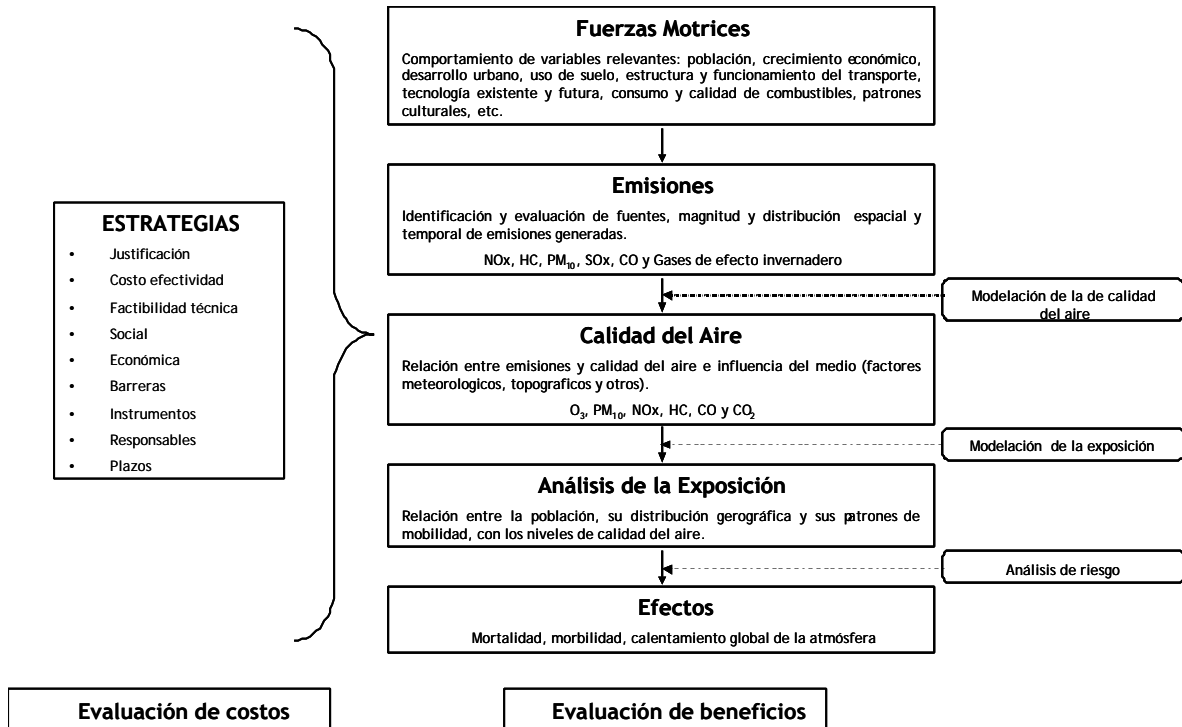 Fuerzas Motrices
Comportamiento de variables relevantes: población, crecimiento económico,
desarrollo urbano, uso de suelo, estructura y funcionamiento del transporte,
tecnología existente y futura, consumo y calidad de combustibles, patrones
culturales, etc.
Emisiones
Identificación y evaluación de fuentes, magnitud y distribución espacial y
temporal de emisiones generadas.
NOx, HC, PM₁₀, SOx, CO y Gases de efecto invernadero
ESTRATEGIAS
• Justificación
• Costo efectividad
• Factibilidad técnica
• Social
• Económica
• Barreras
• Instrumentos
• Responsables
• Plazos
Modelación de la de calidad
del aire
Calidad del Aire
Relación entre emisiones y calidad del aire e influencia del medio (factores
meteorologicos, topograficos y otros).
O₃, PM₁₀, NOx, HC, CO y CO₂
Modelación de la exposición
Análisis de la Exposición
Relación entre la población, su distribución gerográfica y sus patrones de
mobilidad, con los niveles de calidad del aire.
Análisis de riesgo
Efectos
Mortalidad, morbilidad, calentamiento global de la atmósfera
Evaluación de costos
Evaluación de beneficios